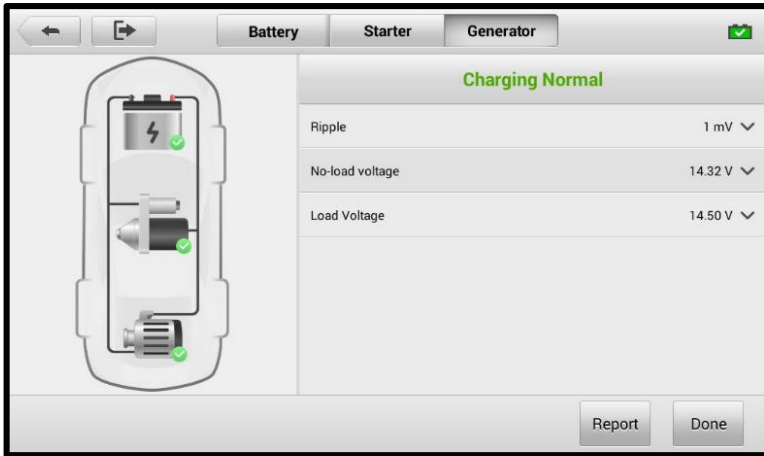 Battery Starter Generator
Charging Normal
Ripple 1 mV
No-load voltage 14.32 V
Load Voltage 14.50 V
Report Done